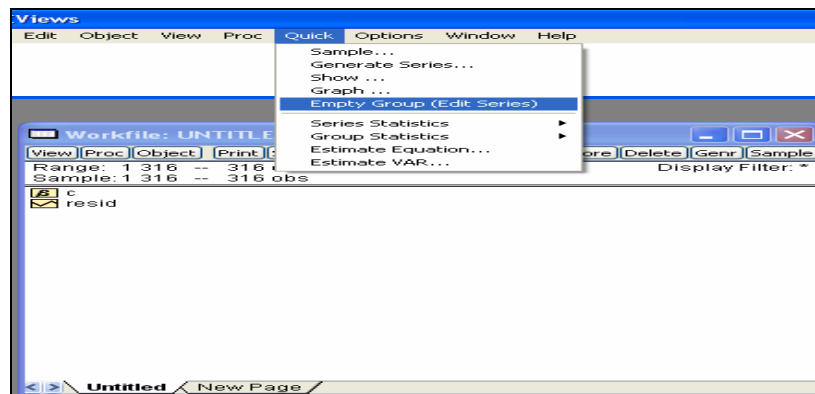 Views
Edit Object View Proc Quick Options Window Help
Sample...
Generate Series...
Show ...
Graph ...
Empty Group (Edit Series)
Series Statistics
Group Statistics
Estimate Equation...
Estimate VAR...
Workfile: UNTITLE
View Proc Object Print ore Delete Genr Sample
Range: 1 316 -- 316 Display Filter: *
Sample: 1 316 -- 316 obs
c
resid
Untitled New Page